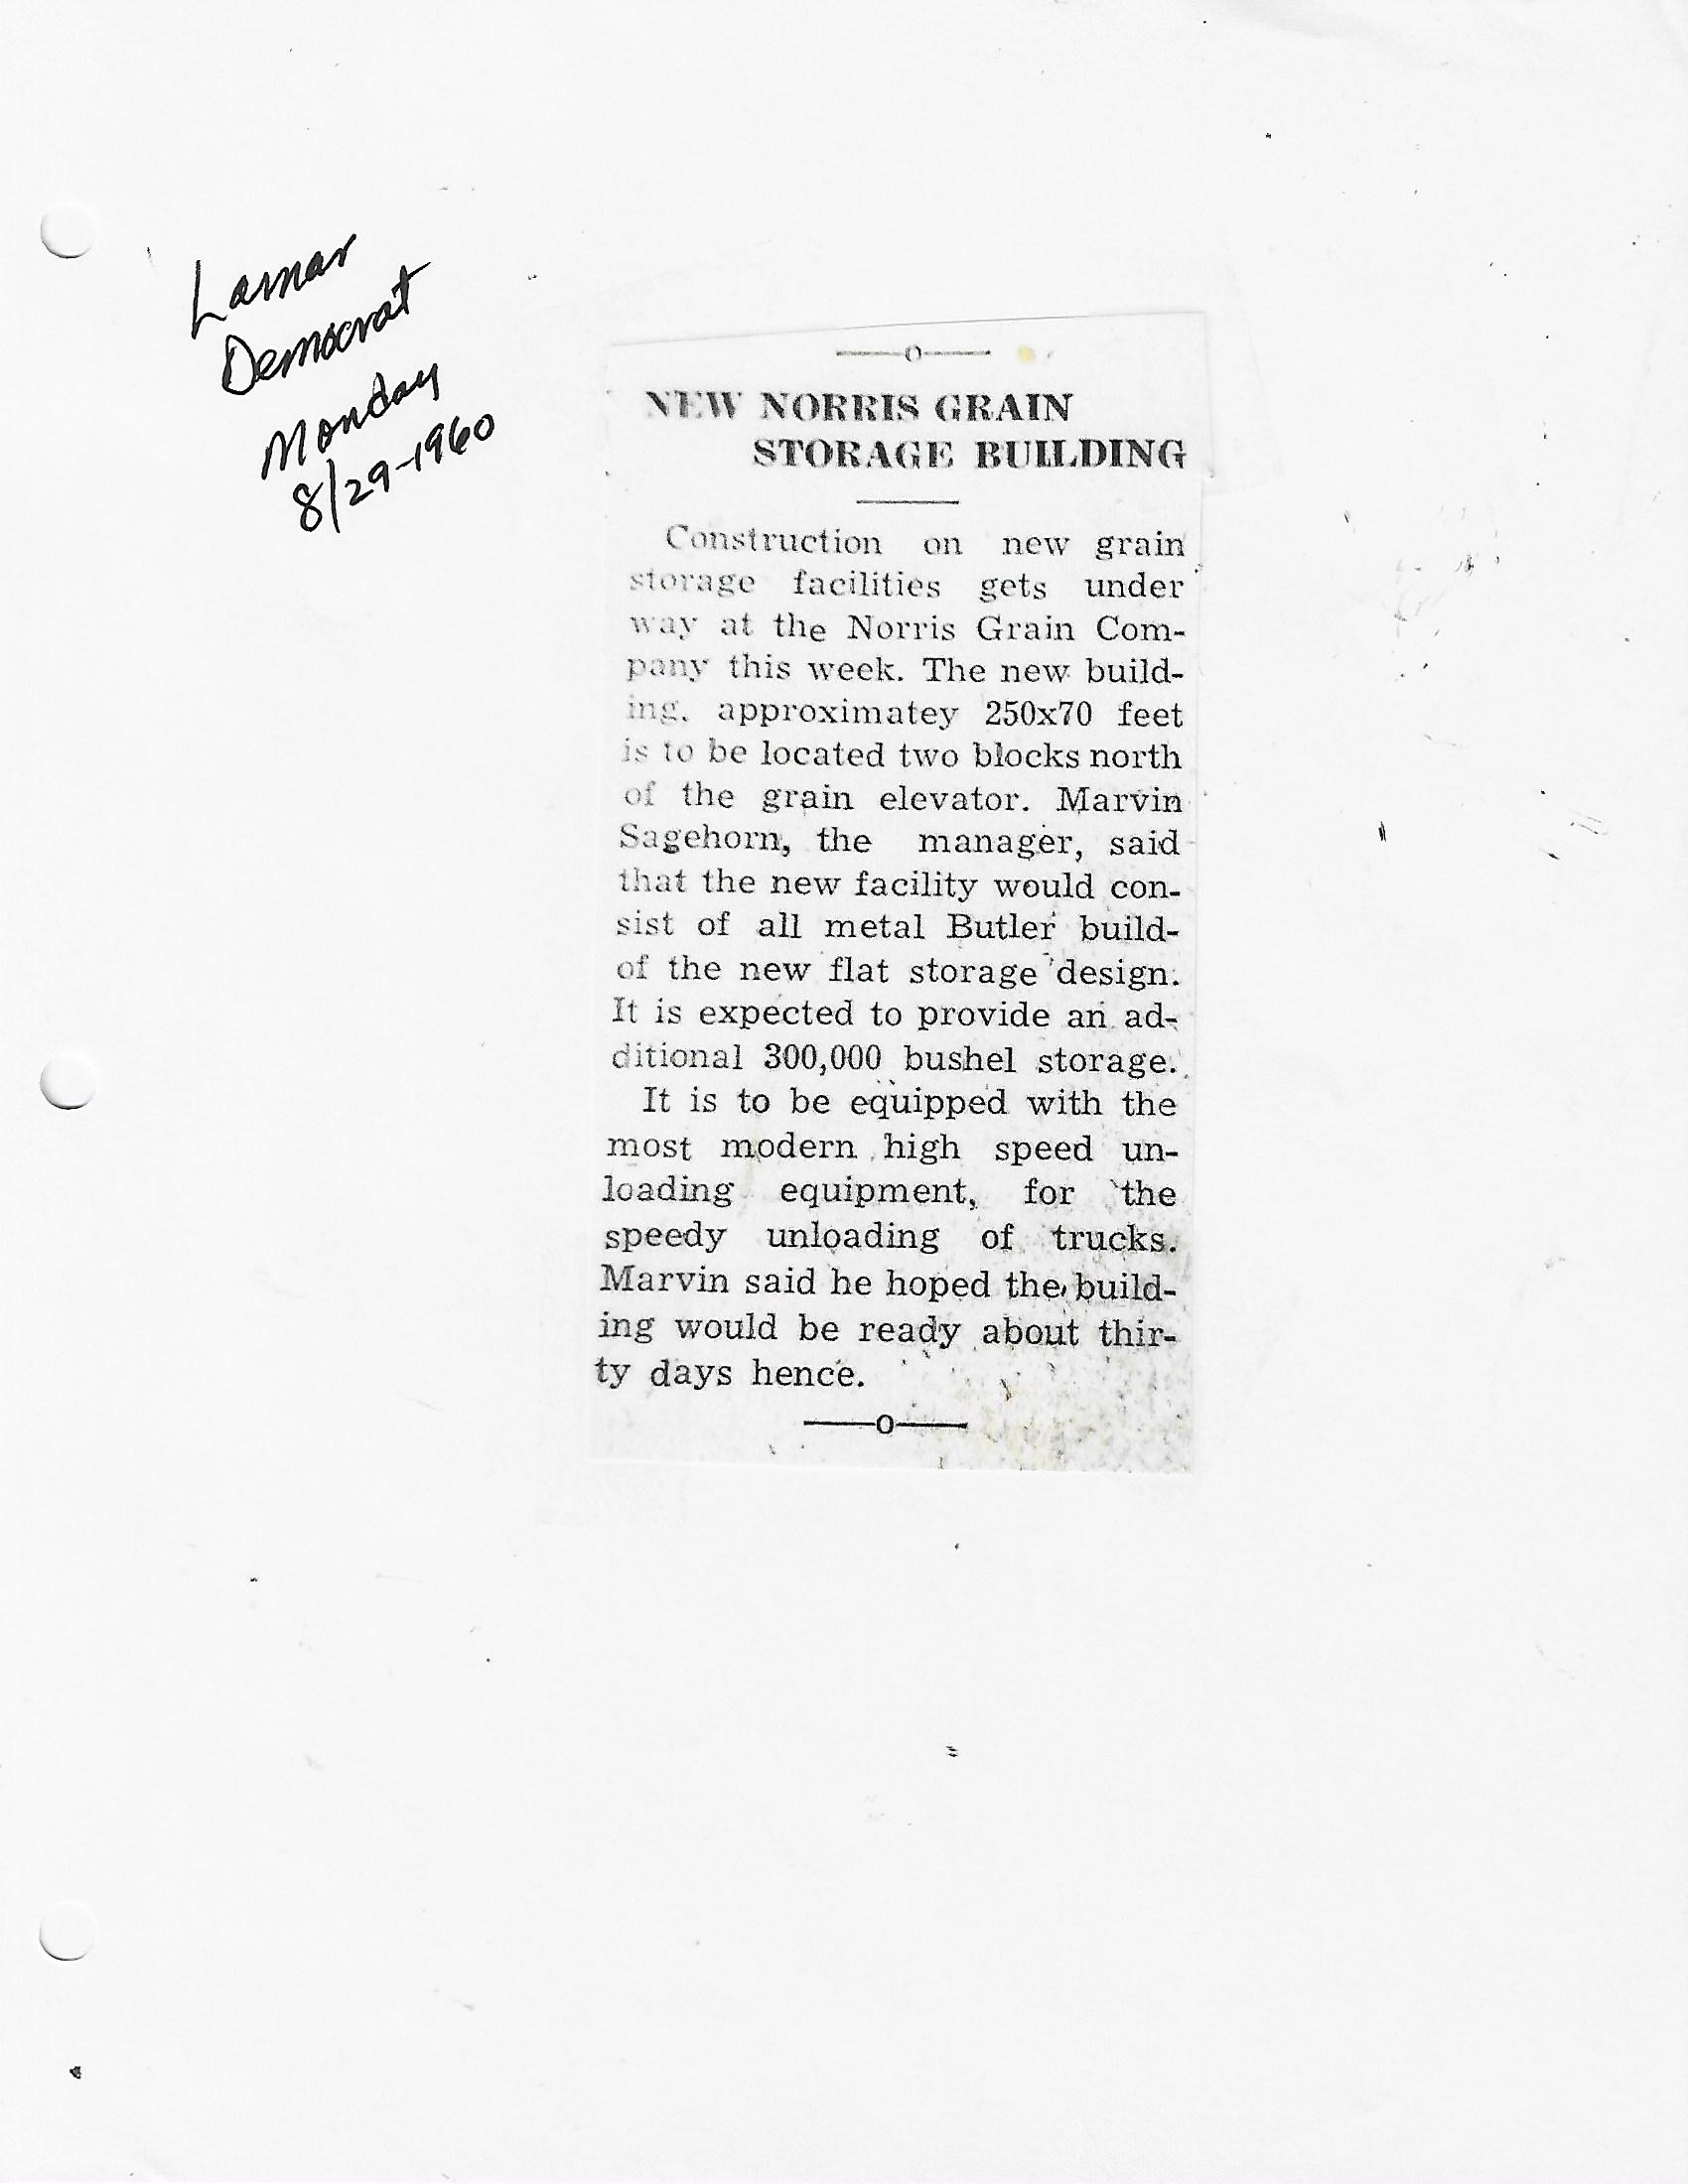 Lamar
Democrat
Monday
8/29-1960
——o——
NEW NORRIS GRAIN
STORAGE BUILDING
Construction on new grain
storage facilities gets under
way at the Norris Grain Com-
pany this week. The new build-
ing, approximatey 250x70 feet
is to be located two blocks north
of the grain elevator. Marvin
Sagehorn, the manager, said
that the new facility would con-
sist of all metal Butler build-
of the new flat storage design.
It is expected to provide an ad-
ditional 300,000 bushel storage.
It is to be equipped with the
most modern high speed un-
loading equipment, for the
speedy unloading of trucks.
Marvin said he hoped the build-
ing would be ready about thir-
ty days hence.
——o——